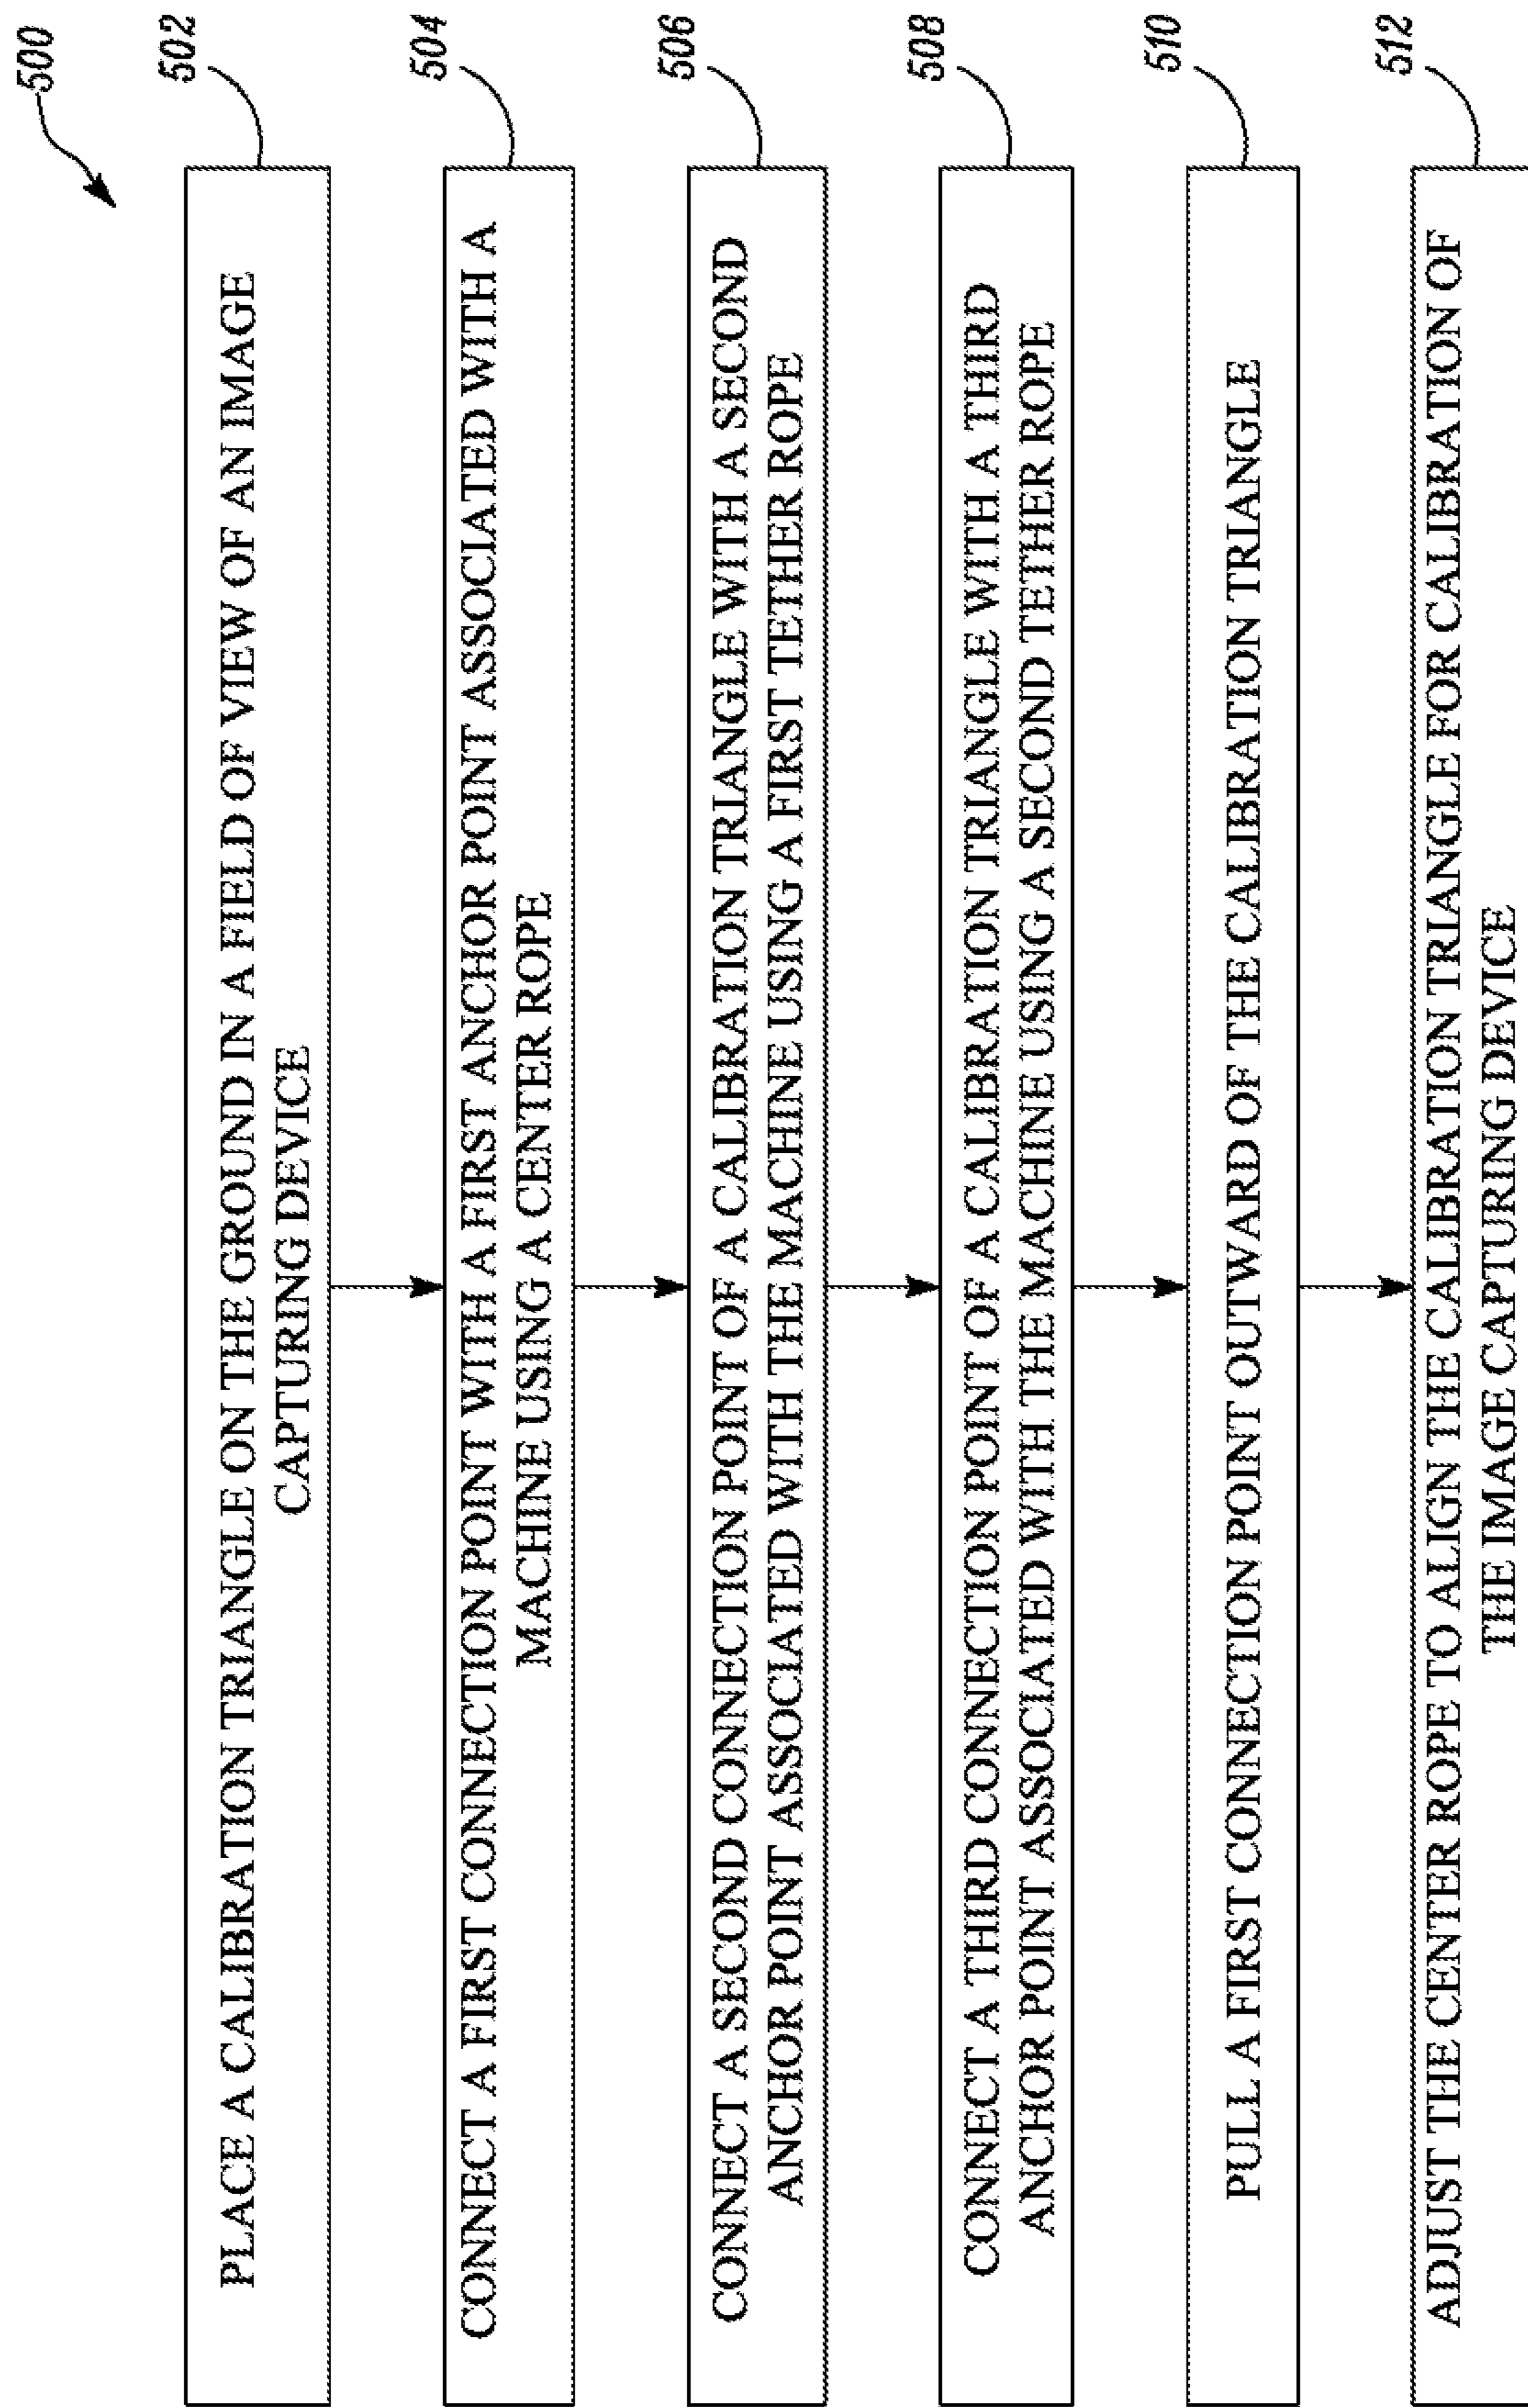 500
502
PLACE A CALIBRATION TRIANGLE ON THE GROUND IN A FIELD OF VIEW OF AN IMAGE
CAPTURING DEVICE
504
CONNECT A FIRST CONNECTION POINT WITH A FIRST ANCHOR POINT ASSOCIATED WITH A
MACHINE USING A CENTER ROPE
506
CONNECT A SECOND CONNECTION POINT OF A CALIBRATION TRIANGLE WITH A SECOND
ANCHOR POINT ASSOCIATED WITH THE MACHINE USING A FIRST TETHER ROPE
508
CONNECT A THIRD CONNECTION POINT OF A CALIBRATION TRIANGLE WITH A THIRD
ANCHOR POINT ASSOCIATED WITH THE MACHINE USING A SECOND TETHER ROPE
510
PULL A FIRST CONNECTION POINT OUTWARD OF THE CALIBRATION TRIANGLE
512
ADJUST THE CENTER ROPE TO ALIGN THE CALIBRATION TRIANGLE FOR CALIBRATION OF
THE IMAGE CAPTURING DEVICE